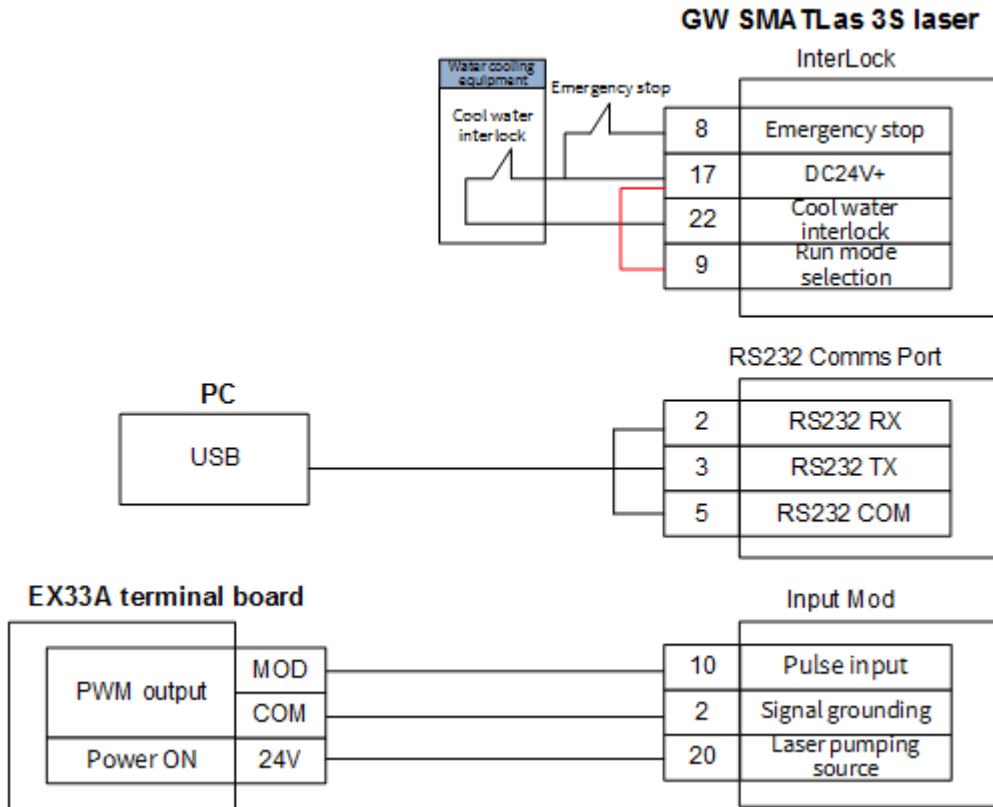 GW SMATLas 3S laser
InterLock
Water cooling
equipment
Emergency stop
Cool water
interlock
8 Emergency stop
17 DC24V+
22 Cool water
interlock
9 Run mode
selection
RS232 Comms Port
PC
USB
2 RS232 RX
3 RS232 TX
5 RS232 COM
EX33A terminal board
Input Mod
PWM output
MOD
COM
Power ON 24V
10 Pulse input
2 Signal grounding
20 Laser pumping
source